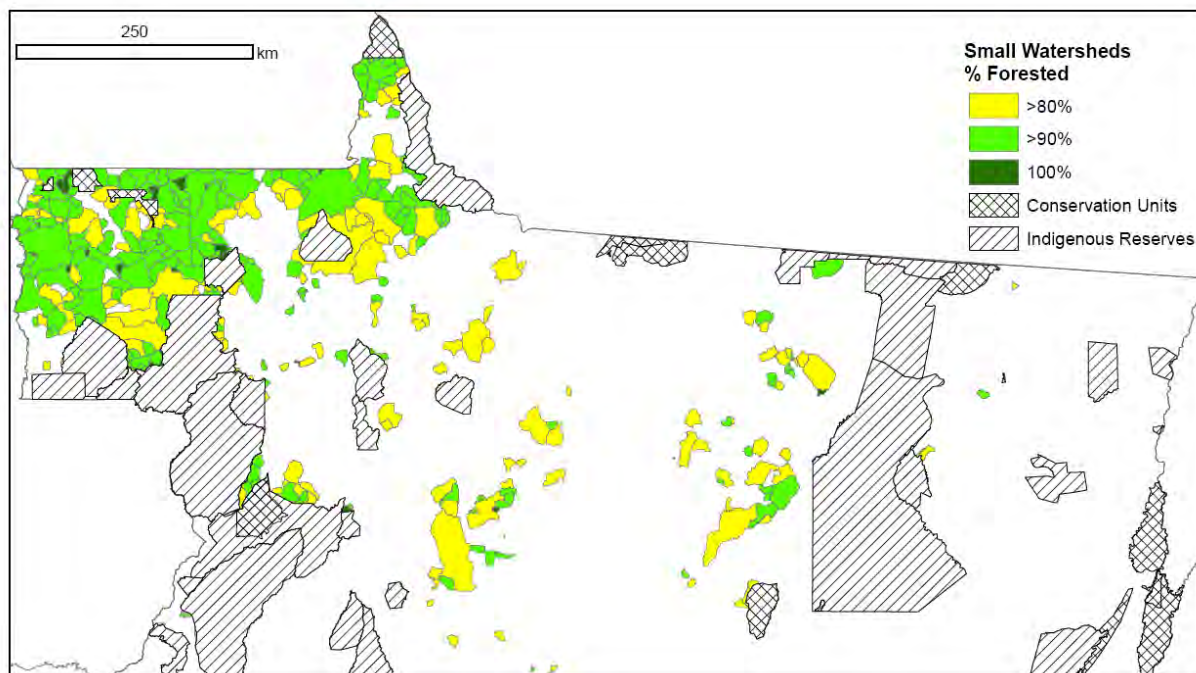 250
km
Small Watersheds
% Forested
>80%
>90%
100%
Conservation Units
Indigenous Reserves